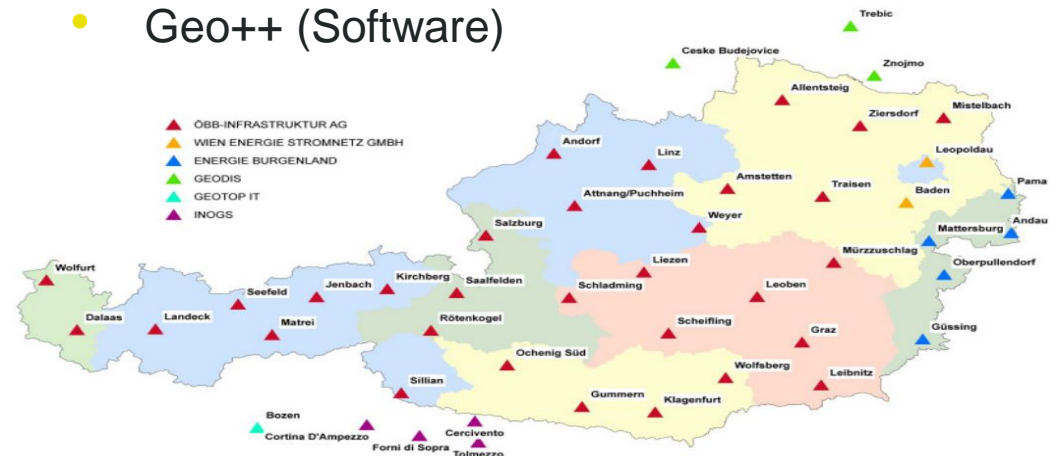 • Geo++ (Software)
Trebic
Ceske Budejovice
Znojmo
Allentsteig
Ziersdorf
Mistelbach
ÖBB-INFRASTRUKTUR AG
WIEN ENERGIE STROMNETZ GMBH
ENERGIE BURGENLAND
GEODIS
GEOTOP IT
INOGS
Andorf
Linz
Leopoldau
Amstetten
Traisen
Baden
Pama
Attnang/Puchheim
Weyer
Mattersburg
Andau
Salzburg
Mürzzuschlag
Oberpullendorf
Wolfurt
Seefeld
Jenbach
Kirchberg
Saalfelden
Liezen
Schladming
Leoben
Dalaas
Landeck
Matrei
Rötenkogel
Scheifling
Graz
Güssing
Ochenig Süd
Wolfsberg
Leibnitz
Sillian
Gummern
Klagenfurt
Bozen
Cortina D'Ampezzo
Forni di Sopra
Cercivento
Tolmezzo